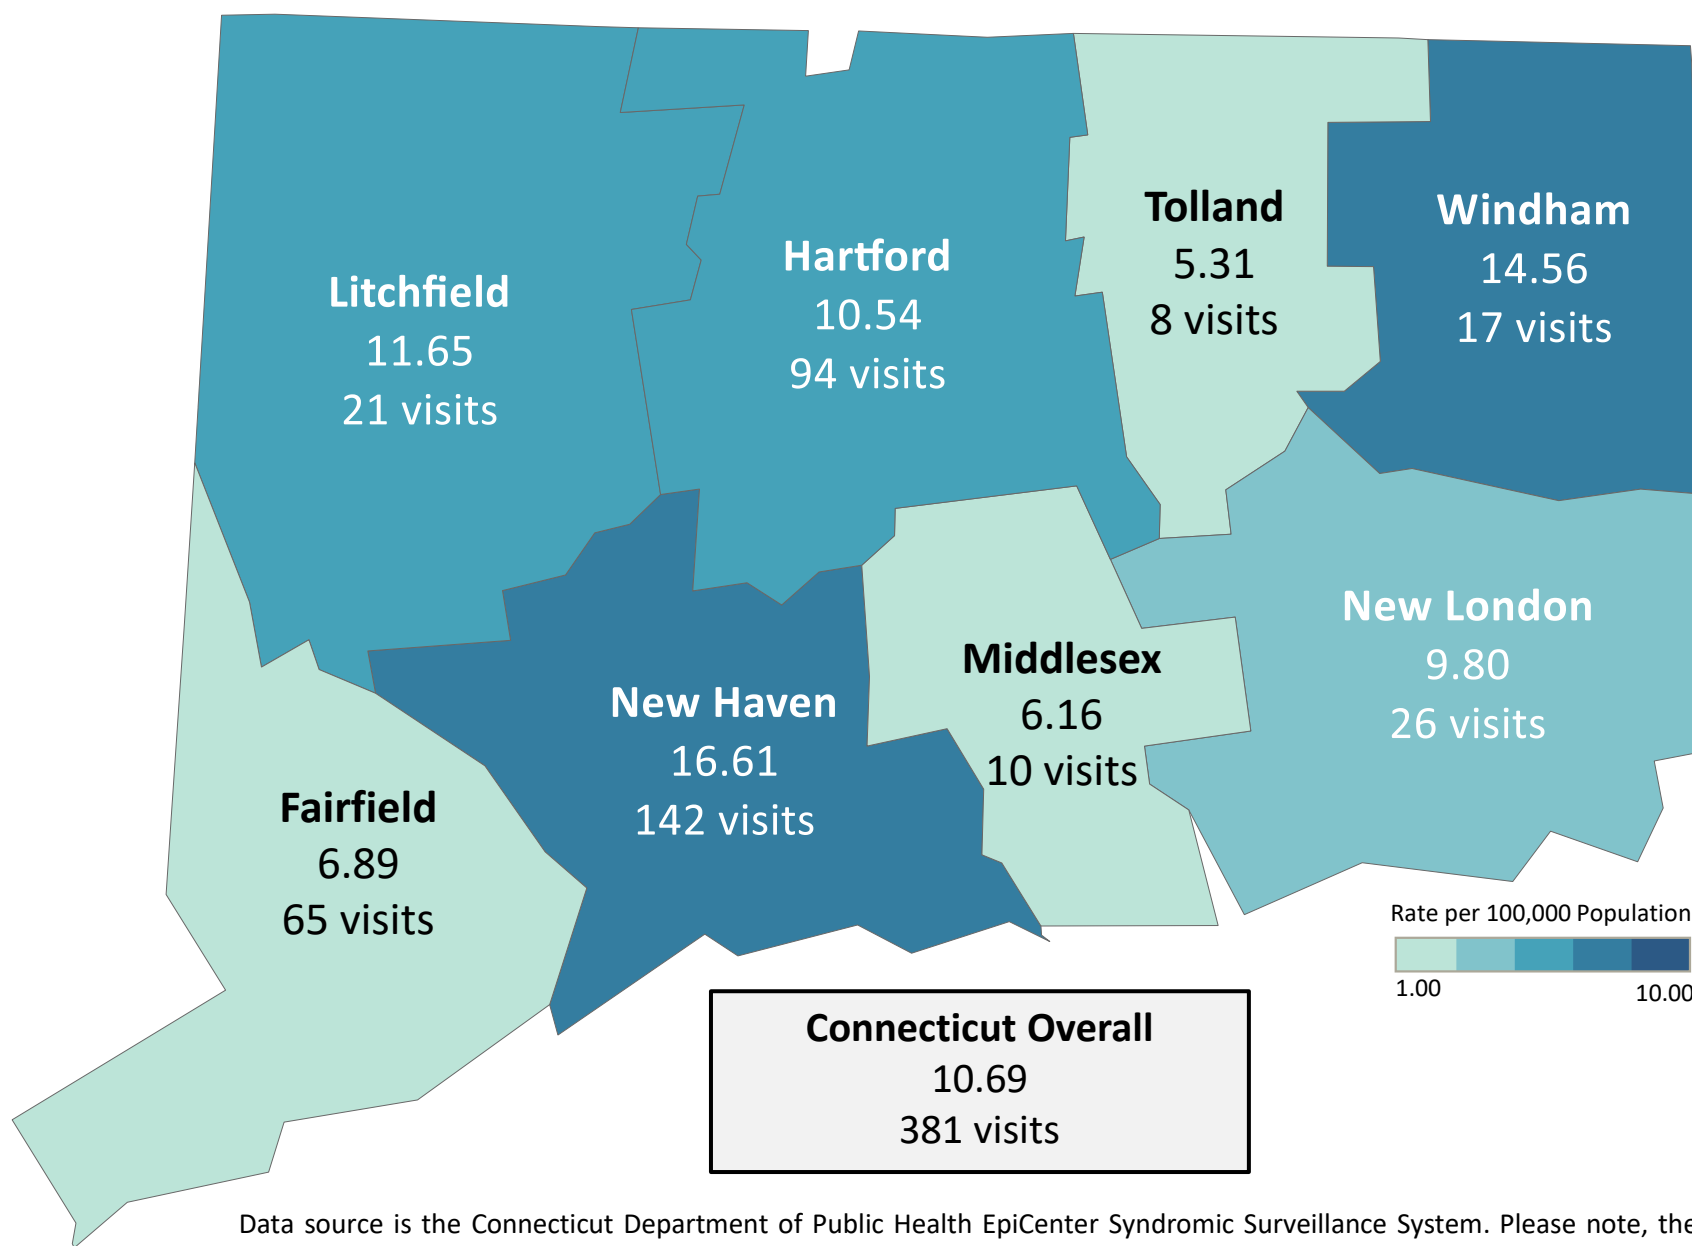 Tolland
5.31
8 visits
Windham
14.56
17 visits
Hartford
10.54
94 visits
Litchfield
11.65
21 visits
New London
9.80
26 visits
Middlesex
6.16
10 visits
New Haven
16.61
142 visits
Fairfield
6.89
65 visits
Rate per 100,000 Population
1.00
10.00
Connecticut Overall
10.69
381 visits
Data source is the Connecticut Department of Public Health EpiCenter Syndromic Surveillance System. Please note, the